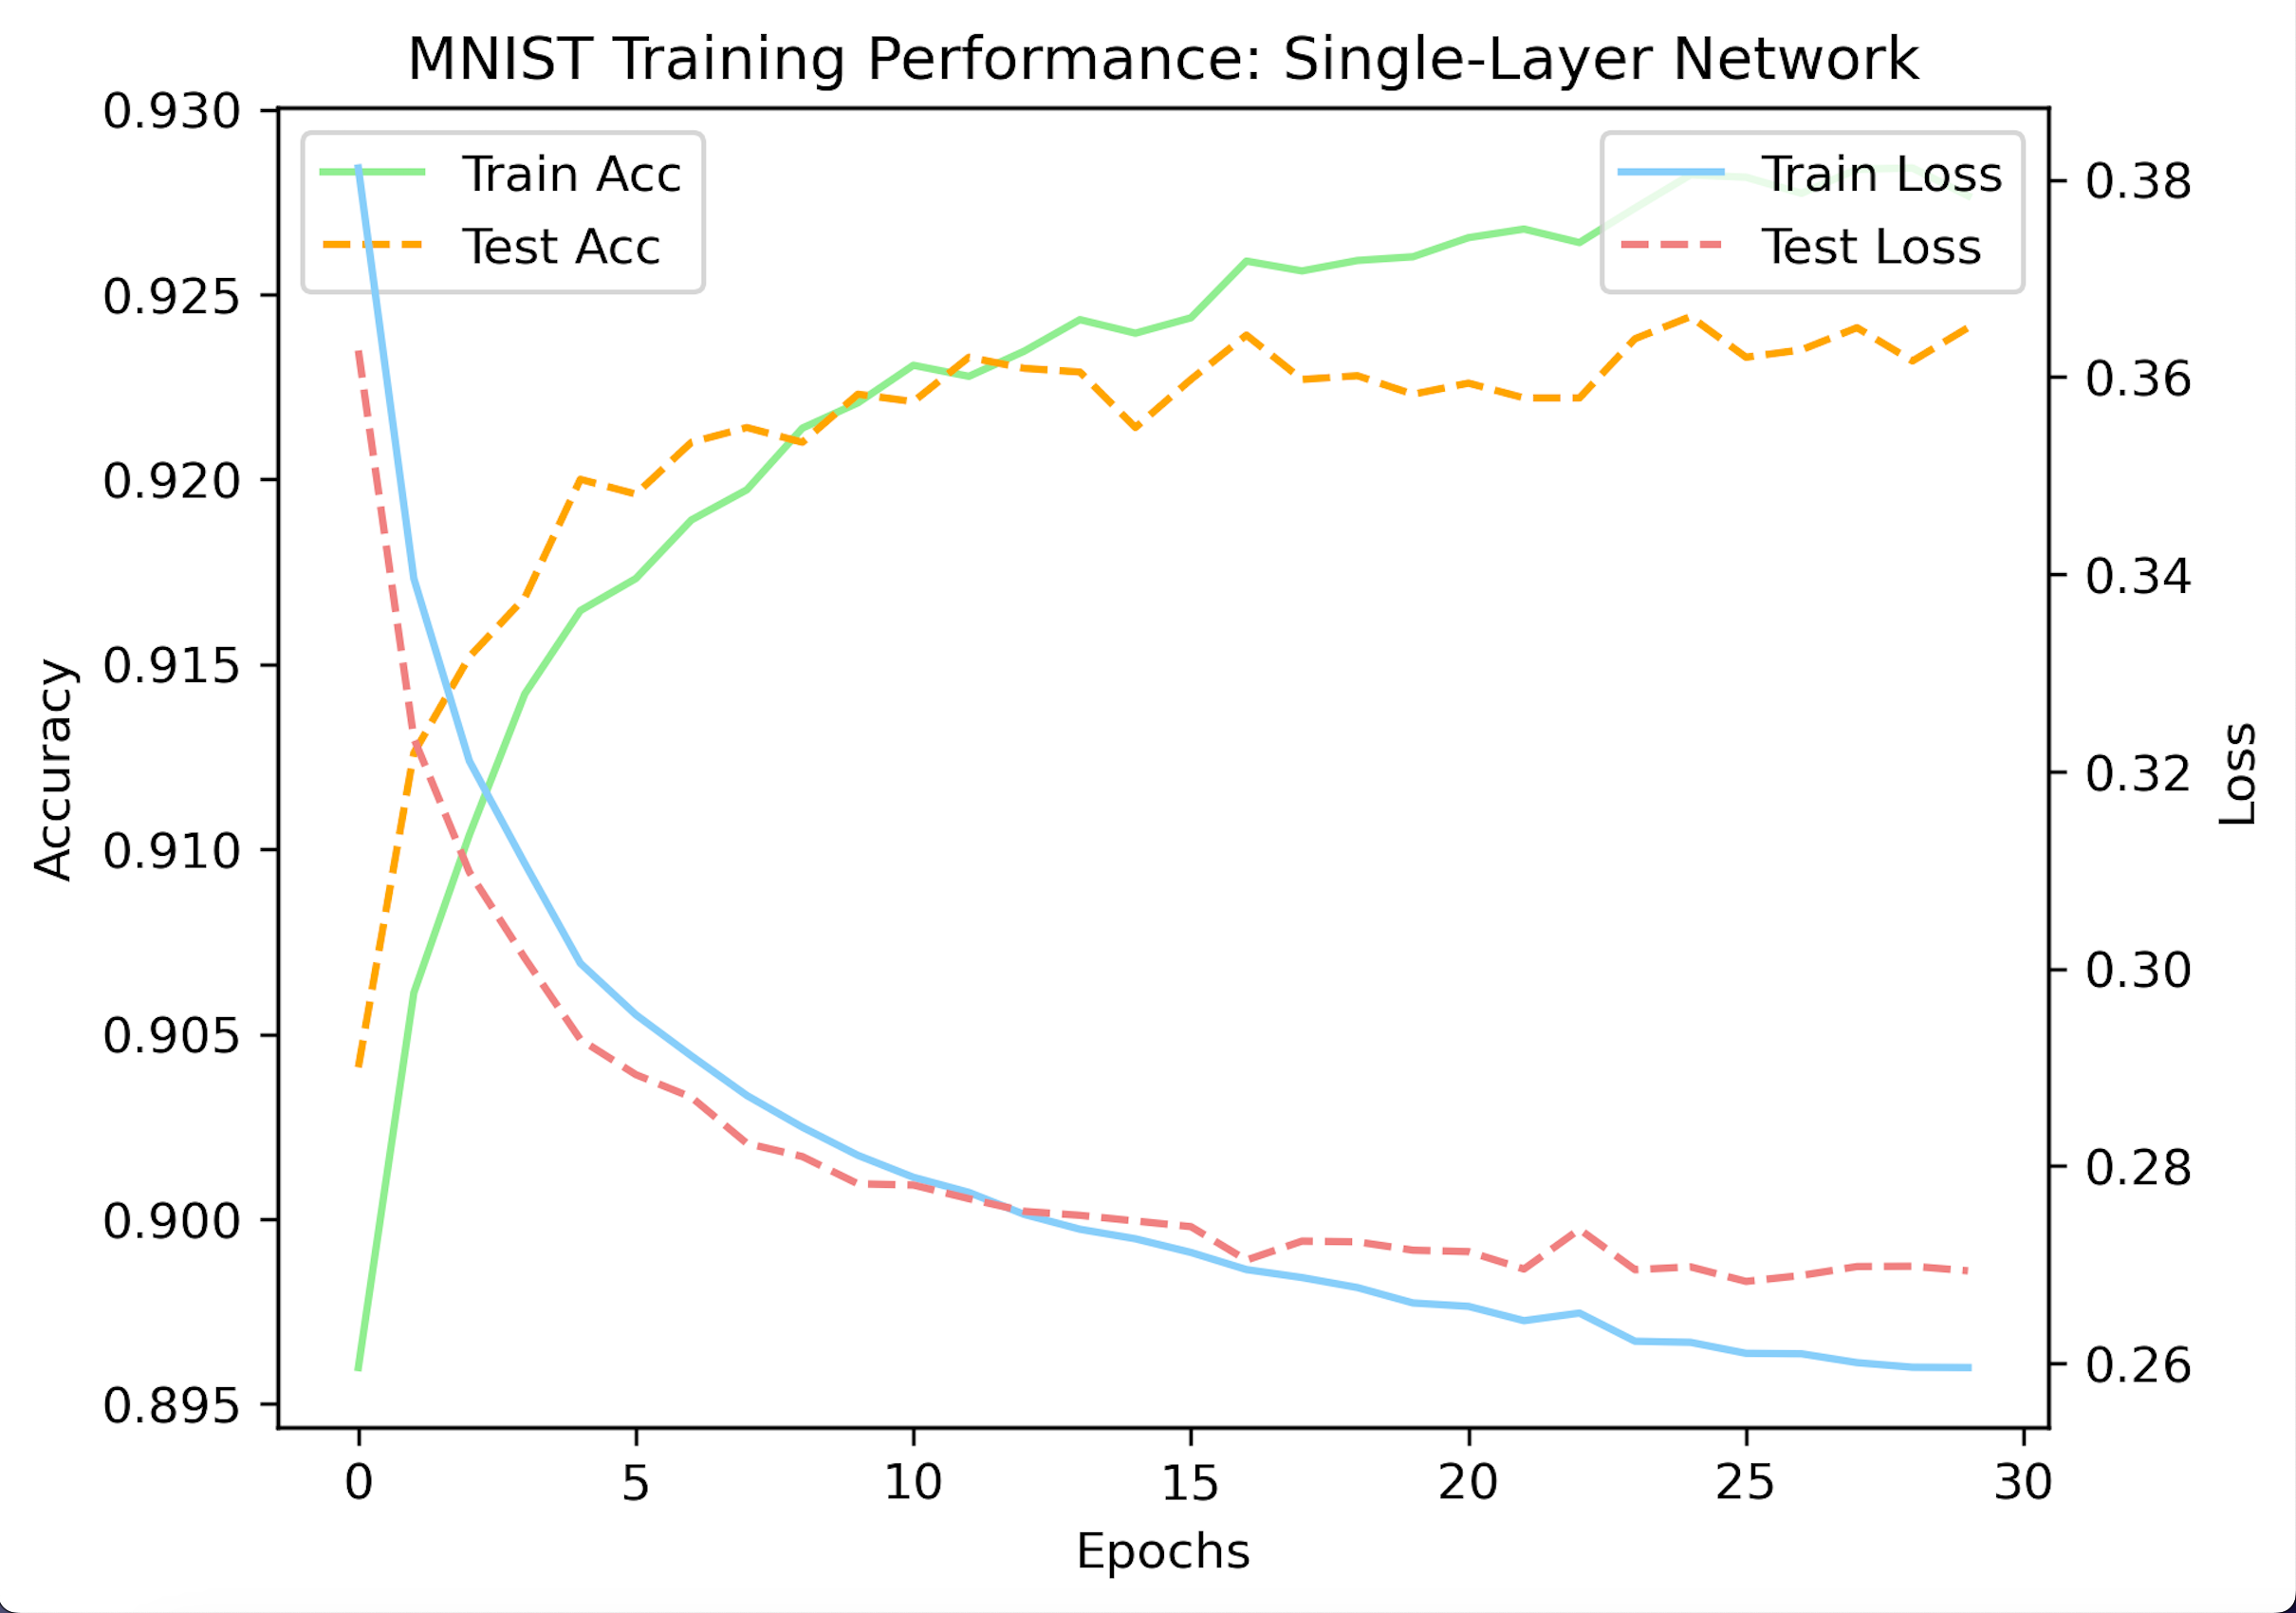 MNIST Training Performance: Single-Layer Network
0.930
0.925
0.920
0.915
0.910
0.905
0.900
0.895
Accuracy
Train Acc
Test Acc
Train Loss
Test Loss
0.38
0.36
0.34
0.32
0.30
0.28
0.26
Loss
0 5 10 15 20 25 30
Epochs